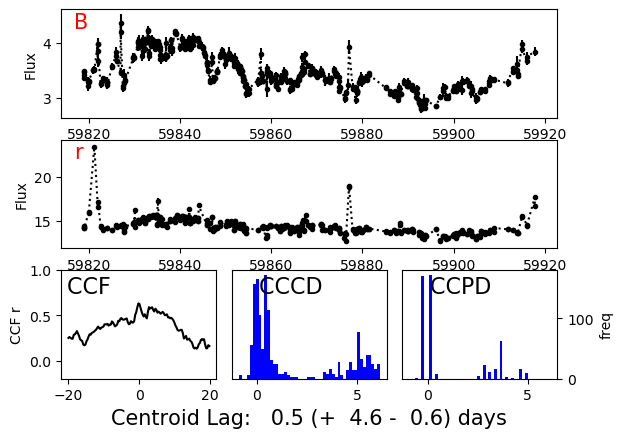 B
Flux
4
3
59820 59840 59860 59880 59900 59920
r
Flux
20
15
59820 59840 59860 59880 59900 59920
CCF
CCF r
1.0
0.5
0.0
−20 0 20
CCCD
0 5
CCPD
freq
100
0
0 5
Centroid Lag: 0.5 (+ 4.6 - 0.6) days